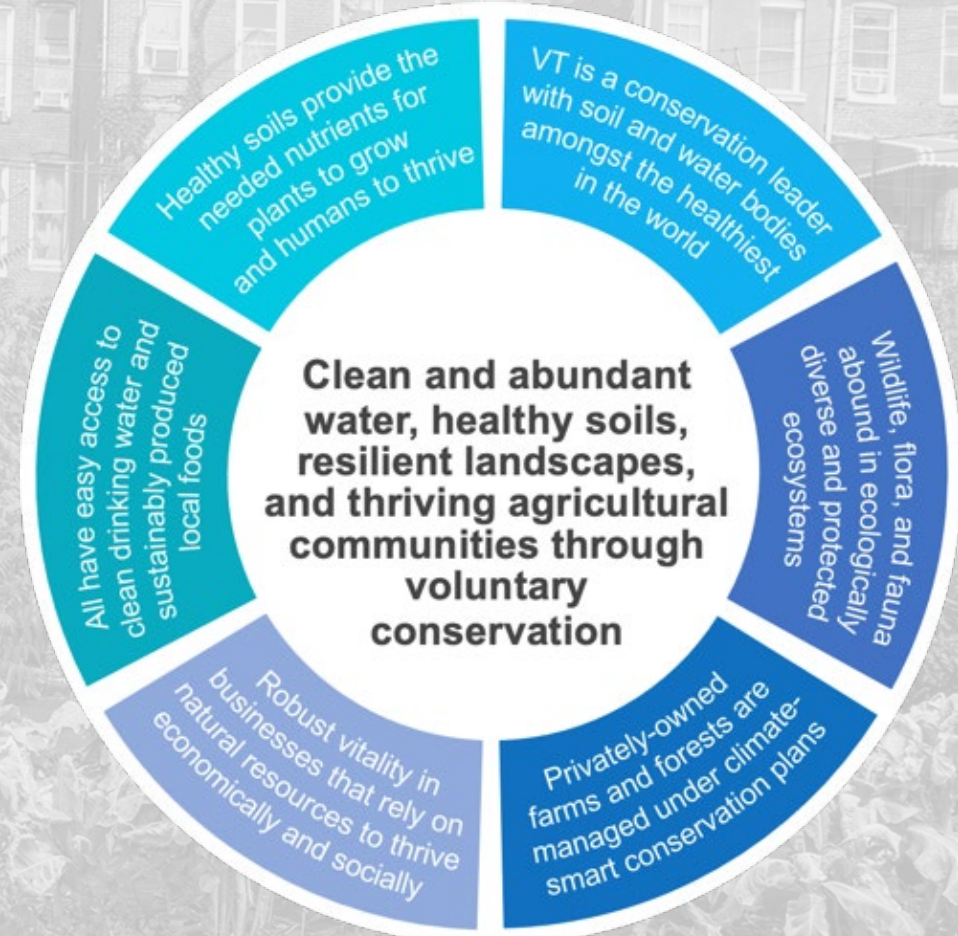 Healthy soils provide the
needed nutrients for
plants to grow
and humans to thrive
VT is a conservation leader
with soil and water bodies
amongst the healthiest
in the world
Wildlife, flora, and fauna
abound in ecologically
diverse and protected
ecosystems
Privately-owned
farms and forests are
managed under climate-
smart conservation plans
Robust vitality in
businesses that rely on
natural resources to thrive
economically and socially
All have easy access to
clean drinking water and
sustainably produced
local foods
Clean and abundant
water, healthy soils,
resilient landscapes,
and thriving agricultural
communities through
voluntary
conservation